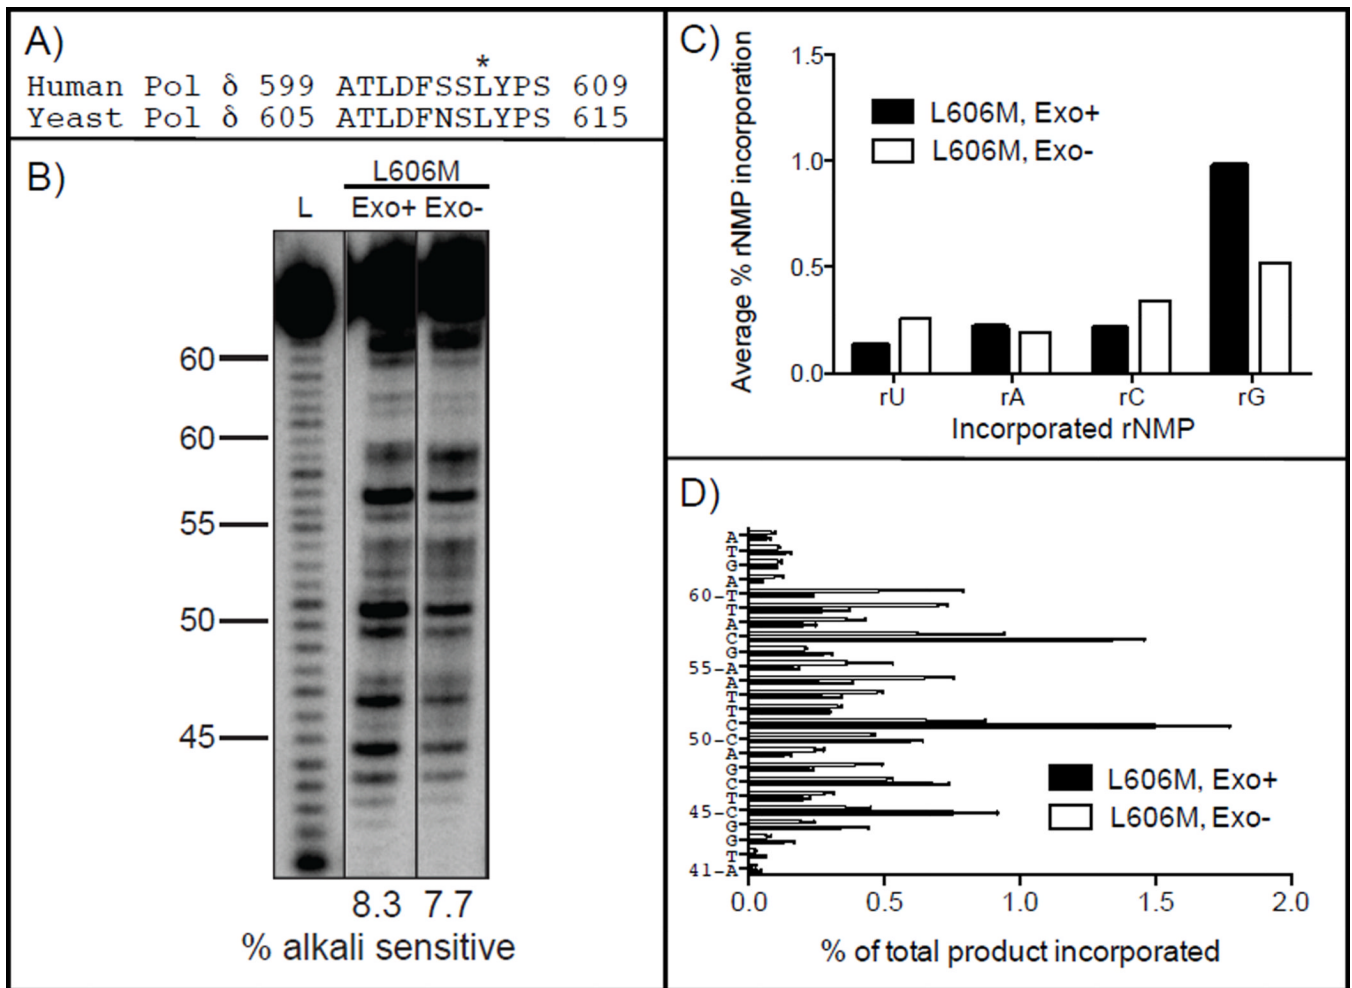 A)
*
Human Pol δ 599 ATLDFSSLYPS 609
Yeast Pol δ 605 ATLDFNSLYPS 615
B)
L606M
L Exo+ Exo-
60
60
55
50
45
8.3 7.7
% alkali sensitive
C)
Average % rNMP incorporation
1.5
1.0
0.5
0.0
L606M, Exo+
L606M, Exo-
rU rA rC rG
Incorporated rNMP
D)
A
T
G
A
60-T
T
A
C
G
55-A
A
T
T
C
50-C
A
G
C
T
45-C
G
G
T
41-A
L606M, Exo+
L606M, Exo-
0.0 0.5 1.0 1.5 2.0
% of total product incorporated